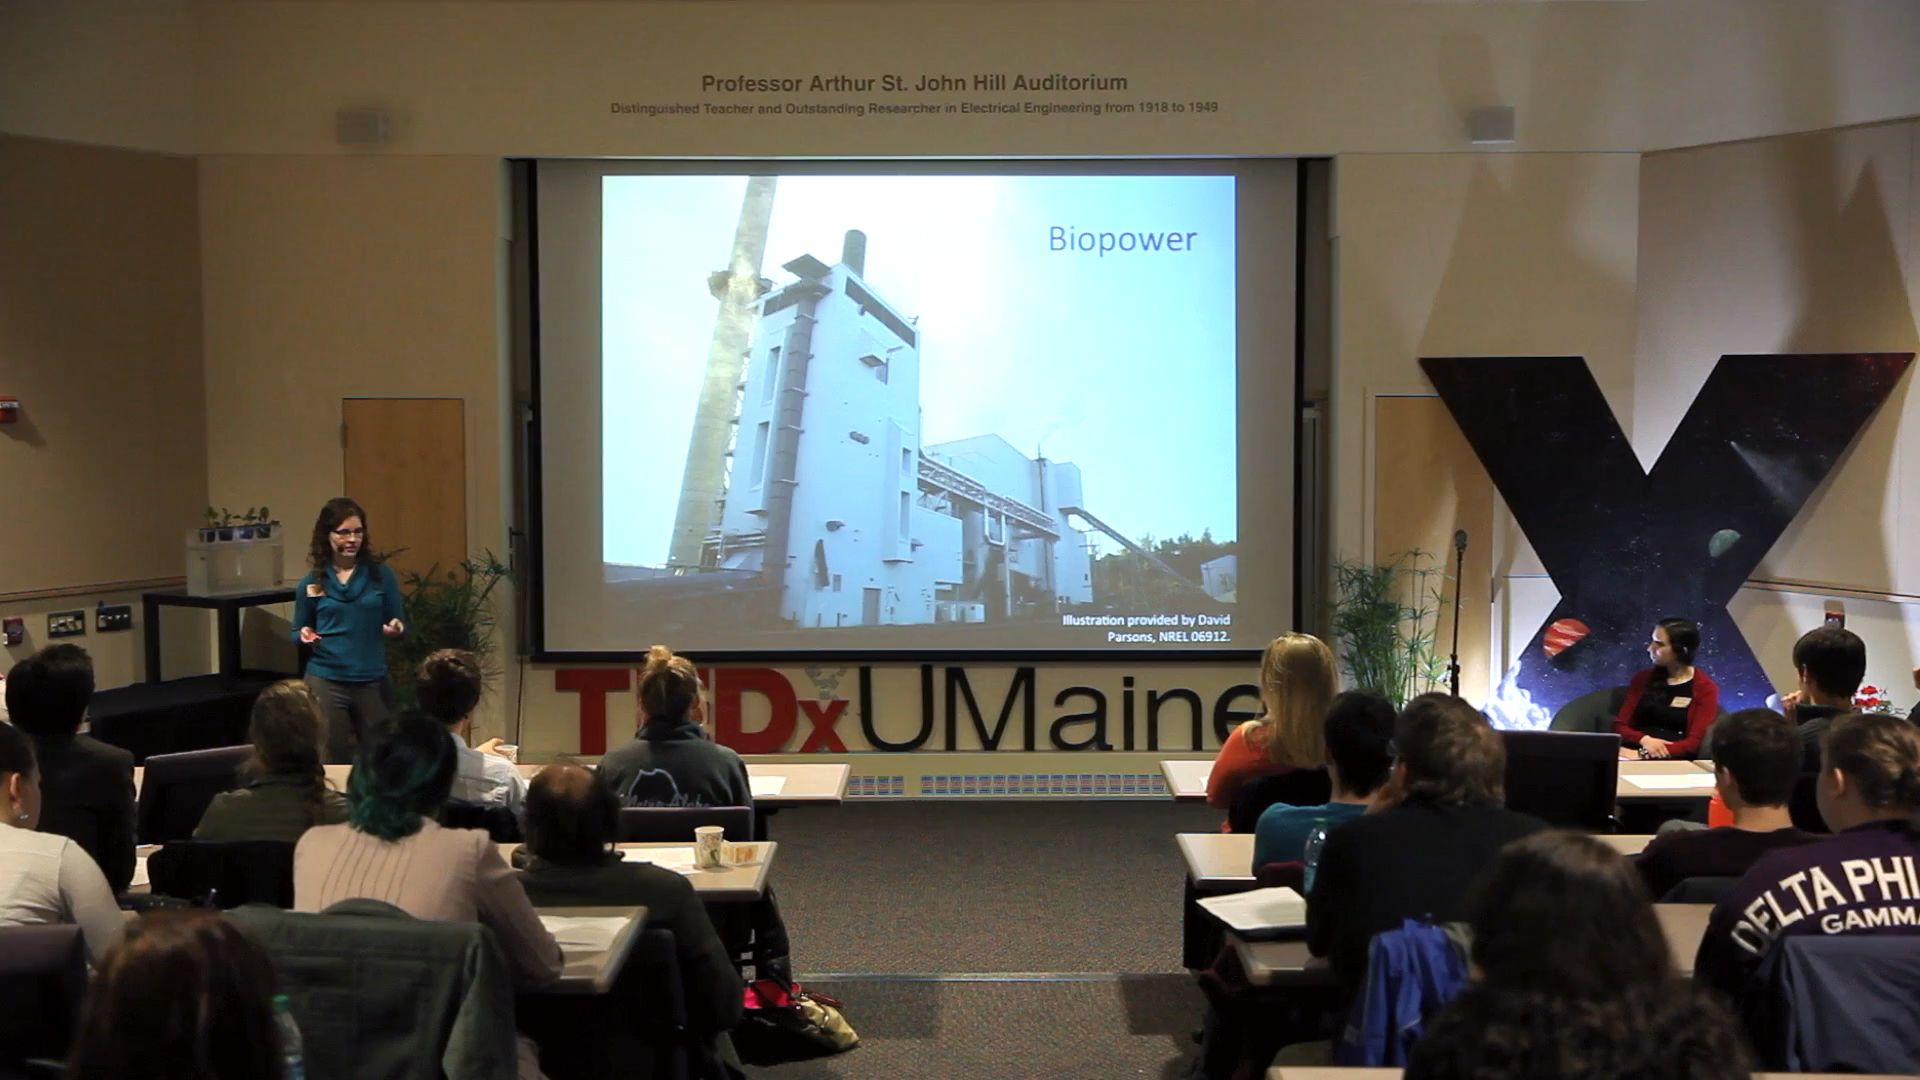 Professor Arthur St. John Hill Auditorium
Distinguished Teacher and Outstanding Researcher in Electrical Engineering from 1918 to 1949
Biopower
Illustration provided by David
Parsons, NREL 06912.
TEDxUMaine
X
DELTA PHI
GAMMA